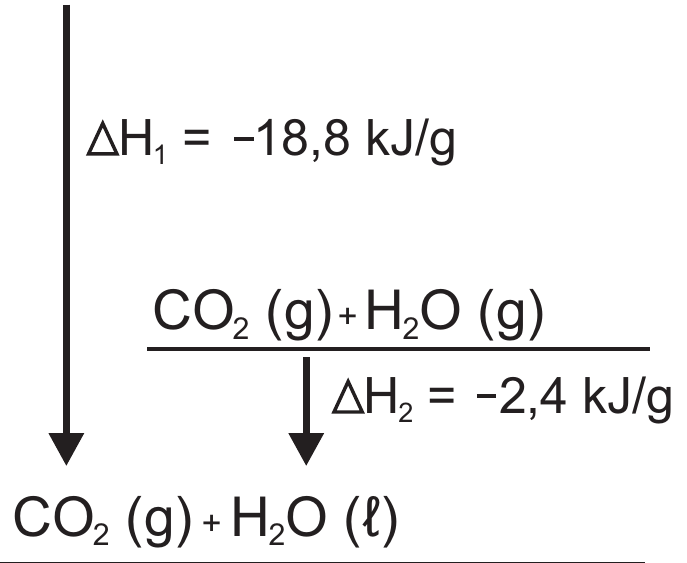 ΔH₁ = −18,8 kJ/g
CO₂ (g) + H₂O (g)
ΔH₂ = −2,4 kJ/g
CO₂ (g) + H₂O (ℓ)